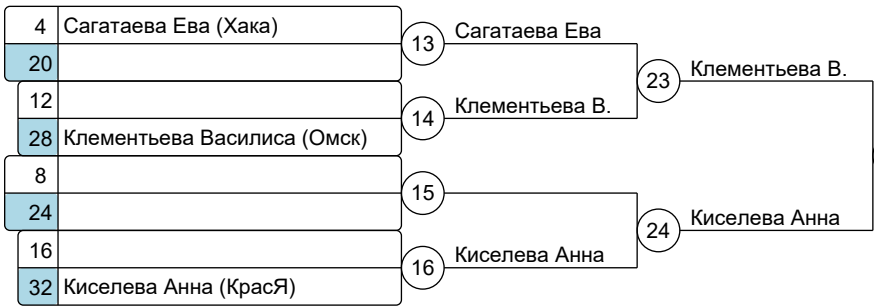 4 Сагатаева Ева (Хака)
13 Сагатаева Ева
20
23 Клементьева В.
12
14 Клементьева В.
28 Клементьева Василиса (Омск)
8
15
24
24 Киселева Анна
16
16 Киселева Анна
32 Киселева Анна (КрасЯ)